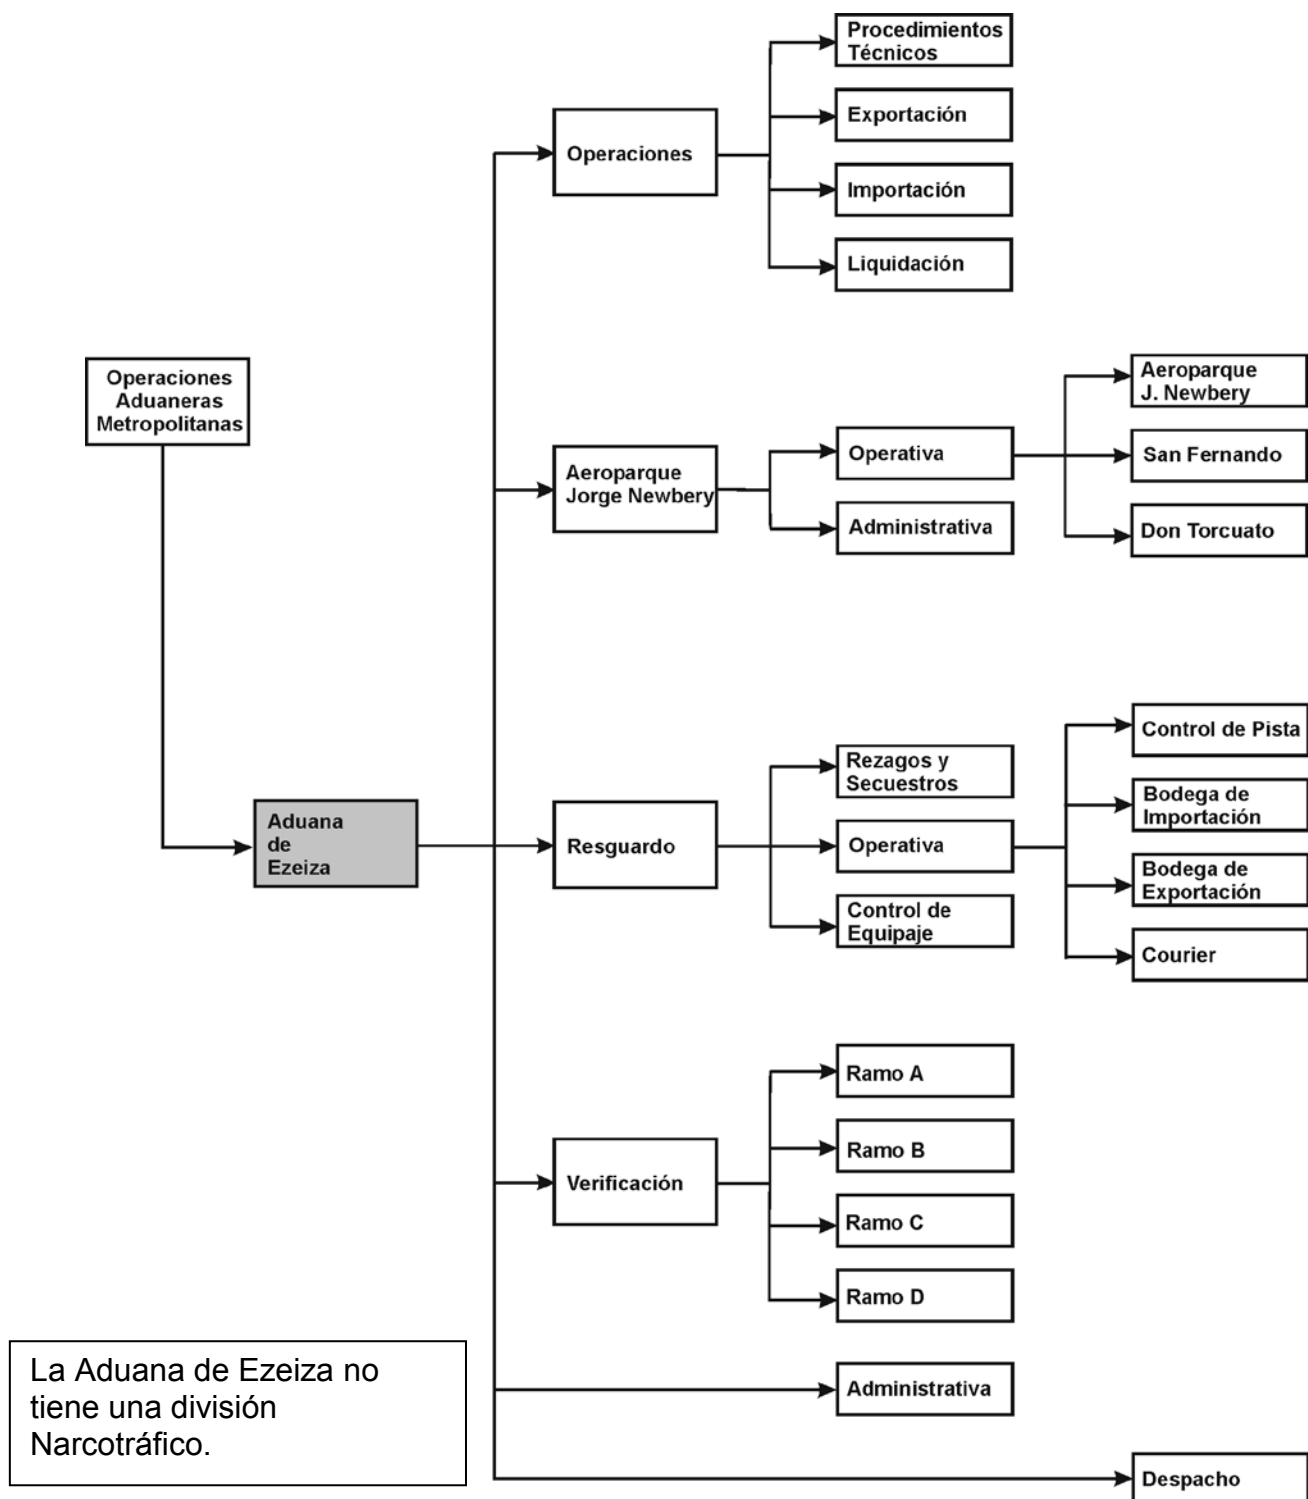 Procedimientos
Técnicos
Exportación
Operaciones
Importación
Liquidación
Operaciones
Aduaneras
Metropolitanas
Aeroparque
J. Newbery
Operativa
San Fernando
Aeroparque
Jorge Newbery
Administrativa
Don Torcuato
Control de Pista
Rezagos y
Secuestros
Bodega de
Importación
Aduana
de
Ezeiza
Resguardo
Operativa
Bodega de
Exportación
Control de
Equipaje
Courier
Ramo A
Ramo B
Verificación
Ramo C
Ramo D
La Aduana de Ezeiza no
tiene una división
Narcotráfico.
Administrativa
Despacho